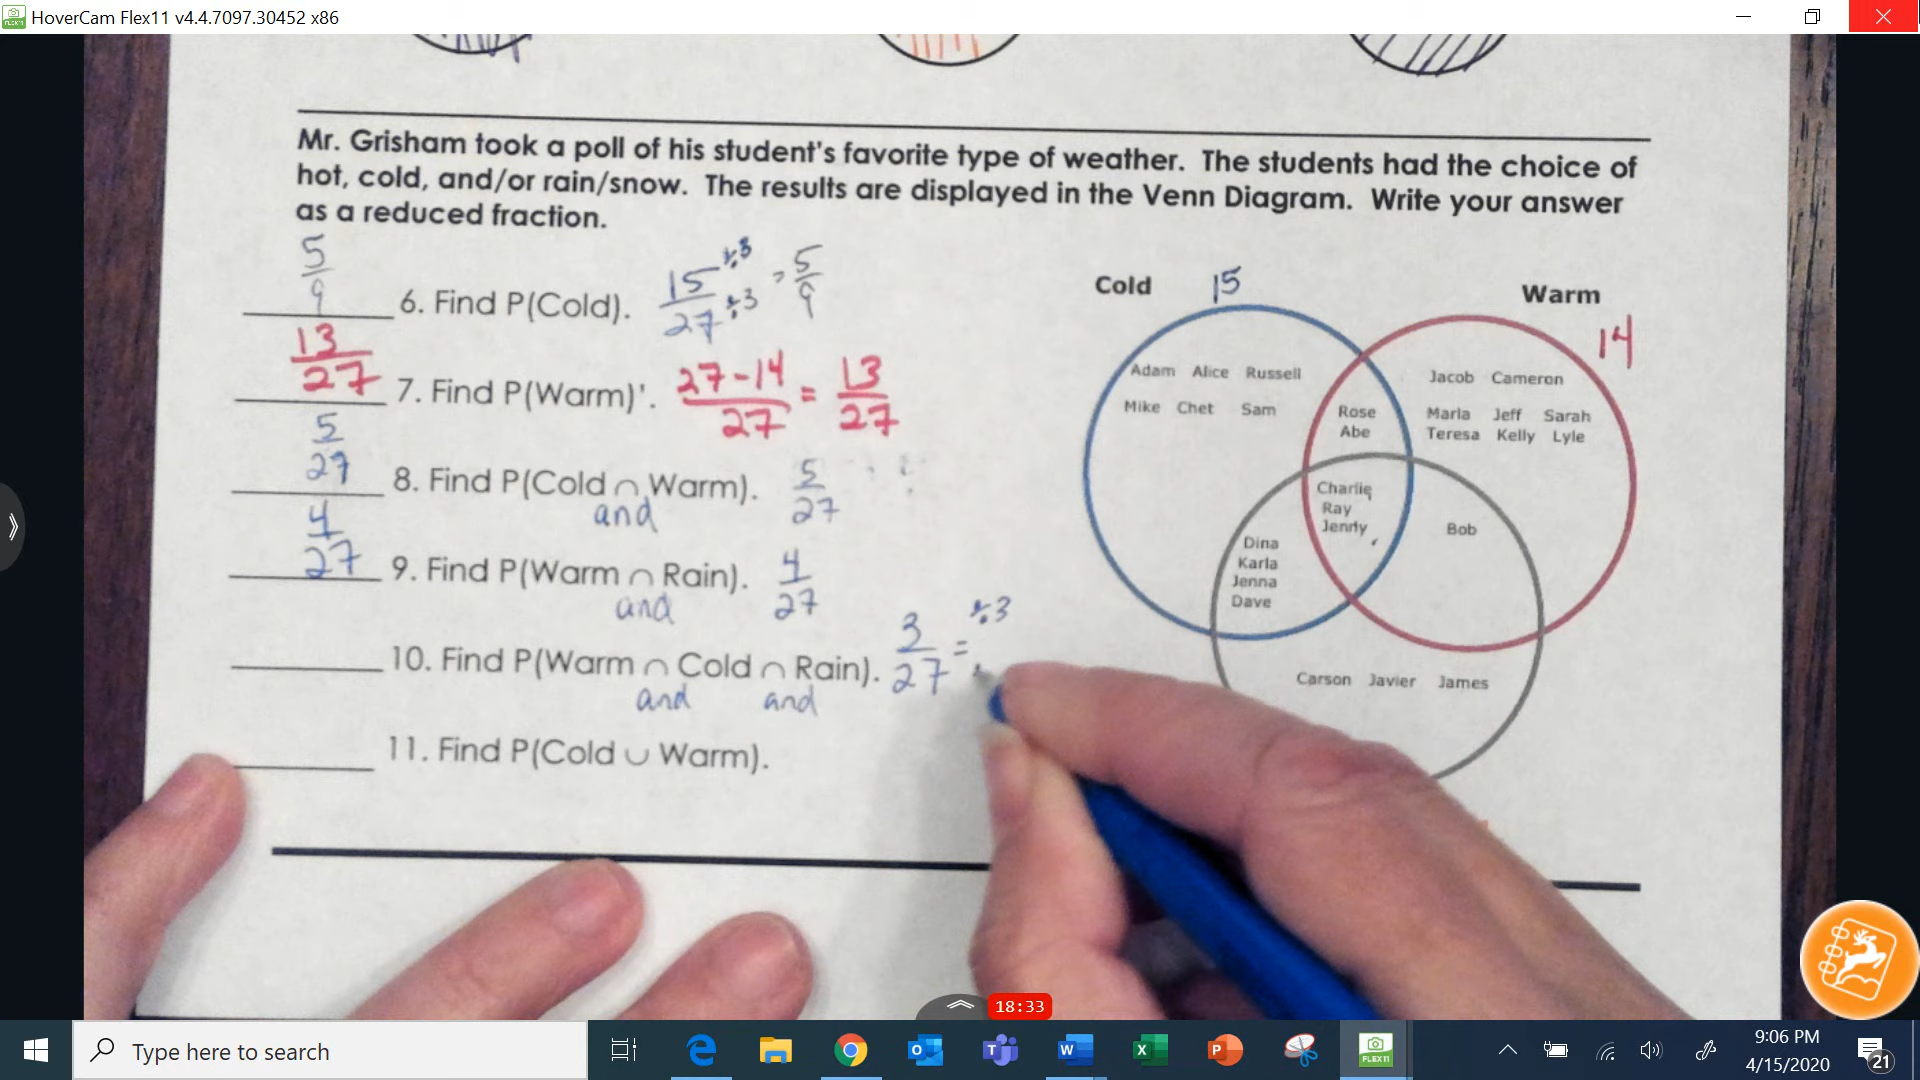 HoverCam Flex11 v4.4.7097.30452 x86
Mr. Grisham took a poll of his student's favorite type of weather. The students had the choice of
hot, cold, and/or rain/snow. The results are displayed in the Venn Diagram. Write your answer
as a reduced fraction.
5/9 6. Find P(Cold). 15/27 ÷3 ÷3 = 5/9
13/27 7. Find P(Warm)'. 27-14/27 = 13/27
5/27 8. Find P(Cold ∩ Warm). 5/27
and
4/27 9. Find P(Warm ∩ Rain). 4/27
and
10. Find P(Warm ∩ Cold ∩ Rain). 3/27 = ÷3
and and
11. Find P(Cold ∪ Warm).
Cold 15
Warm
14
Adam Alice Russell
Mike Chet Sam
Rose
Abe
Jacob Cameron
Marla Jeff Sarah
Teresa Kelly Lyle
Charlie
Ray
Jenny
Bob
Dina
Karla
Jenna
Dave
Carson Javier James
18:33
FLEX11
Type here to search
9:06 PM
4/15/2020
21